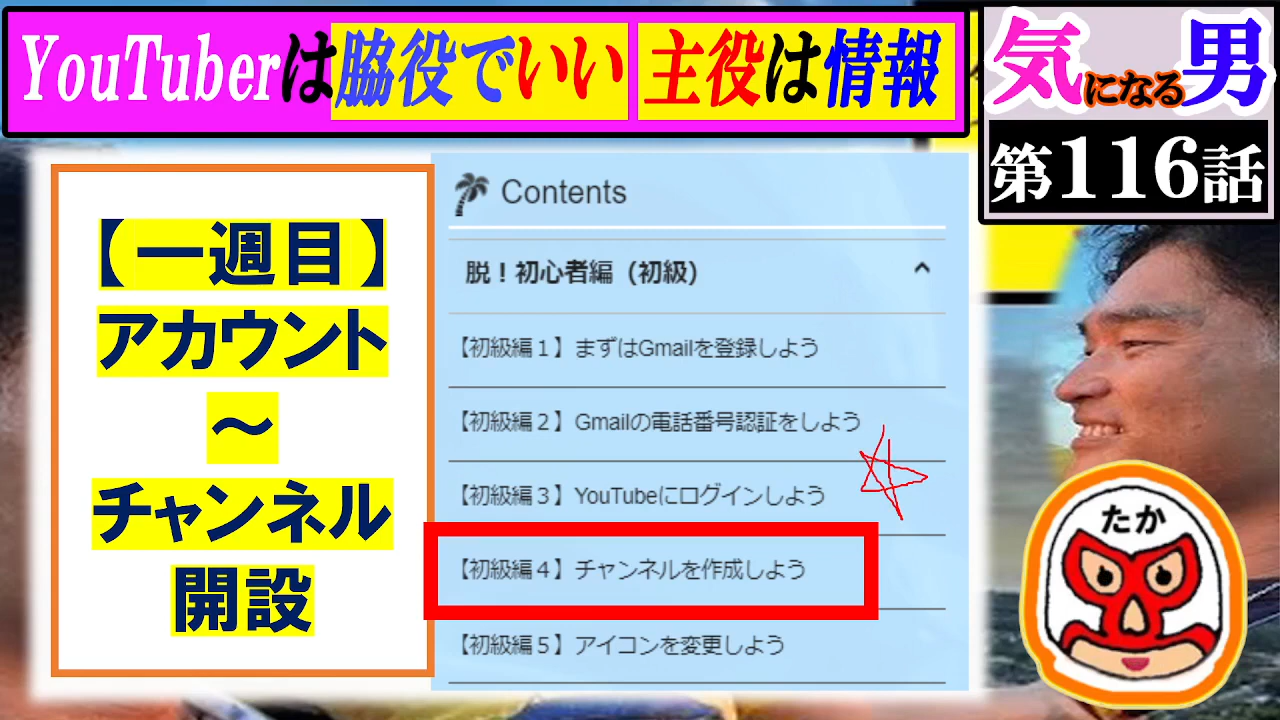 YouTuberは脇役でいい 主役は情報
気になる男
第116話
【一週目】
アカウント
～
チャンネル
開設
Contents
脱！初心者編（初級）
【初級編１】まずはGmailを登録しよう
【初級編２】Gmailの電話番号認証をしよう
【初級編３】YouTubeにログインしよう
【初級編４】チャンネルを作成しよう
【初級編５】アイコンを変更しよう
たか